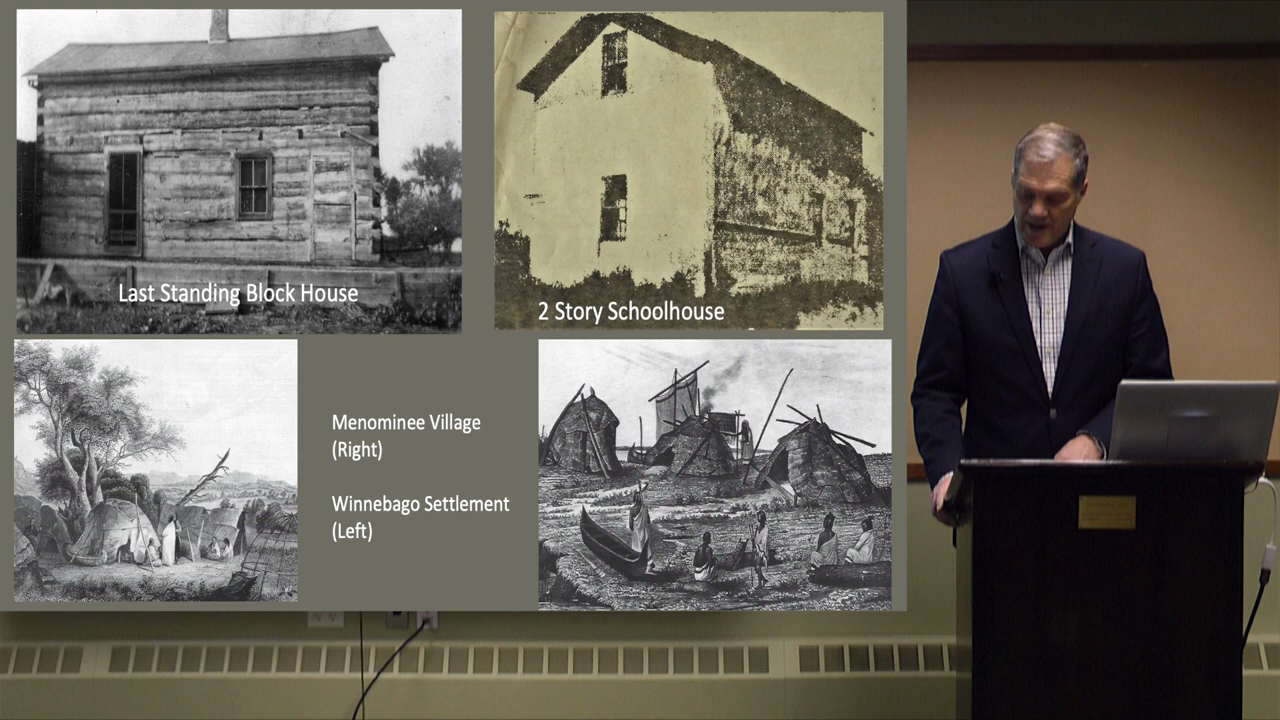 Last Standing Block House
2 Story Schoolhouse
Menominee Village
(Right)
Winnebago Settlement
(Left)